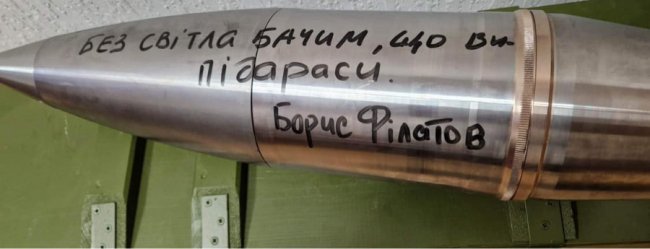 БЕЗ СВІТЛА БАЧИМ, ЩО ВИ-
ПІДАРАСИ.
Борис Філатов